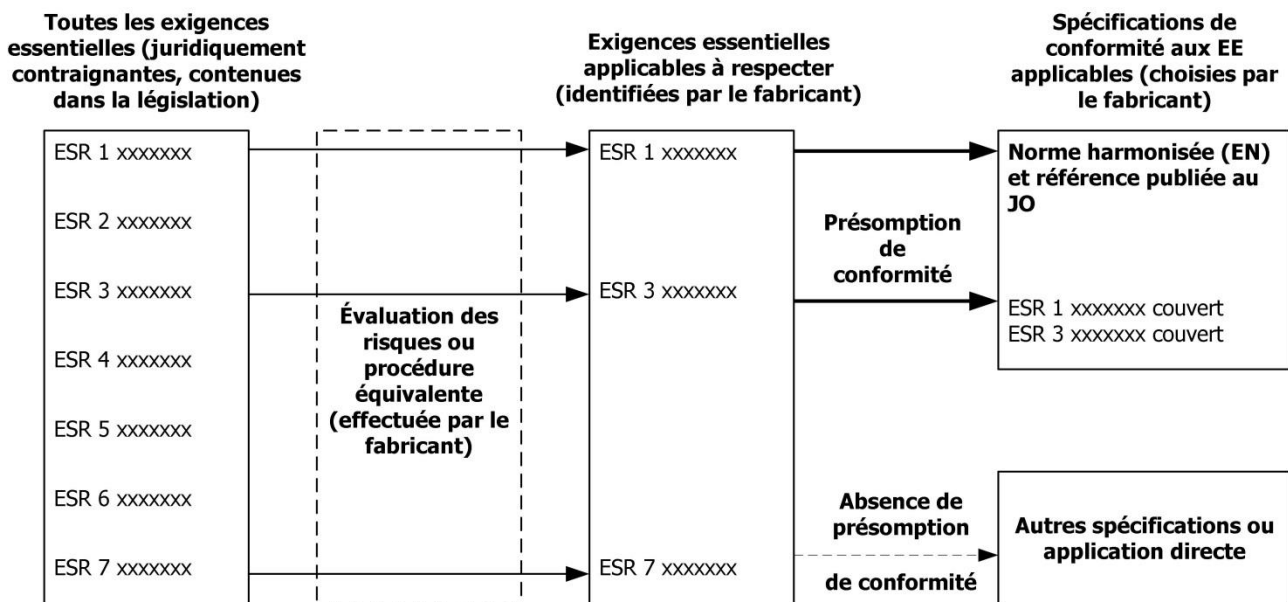 Toutes les exigences
essentielles (juridiquement
contraignantes, contenues
dans la législation)
Exigences essentielles
applicables à respecter
(identifiées par le fabricant)
Spécifications de
conformité aux EE
applicables (choisies par
le fabricant)
ESR 1 xxxxxxx
ESR 2 xxxxxxx
ESR 3 xxxxxxx
ESR 4 xxxxxxx
ESR 5 xxxxxxx
ESR 6 xxxxxxx
ESR 7 xxxxxxx
Évaluation des
risques ou
procédure
équivalente
(effectuée par le
fabricant)
ESR 1 xxxxxxx
ESR 3 xxxxxxx
ESR 7 xxxxxxx
Présomption
de
conformité
Absence de
présomption
de conformité
Norme harmonisée (EN)
et référence publiée au
JO
ESR 1 xxxxxxx couvert
ESR 3 xxxxxxx couvert
Autres spécifications ou
application directe